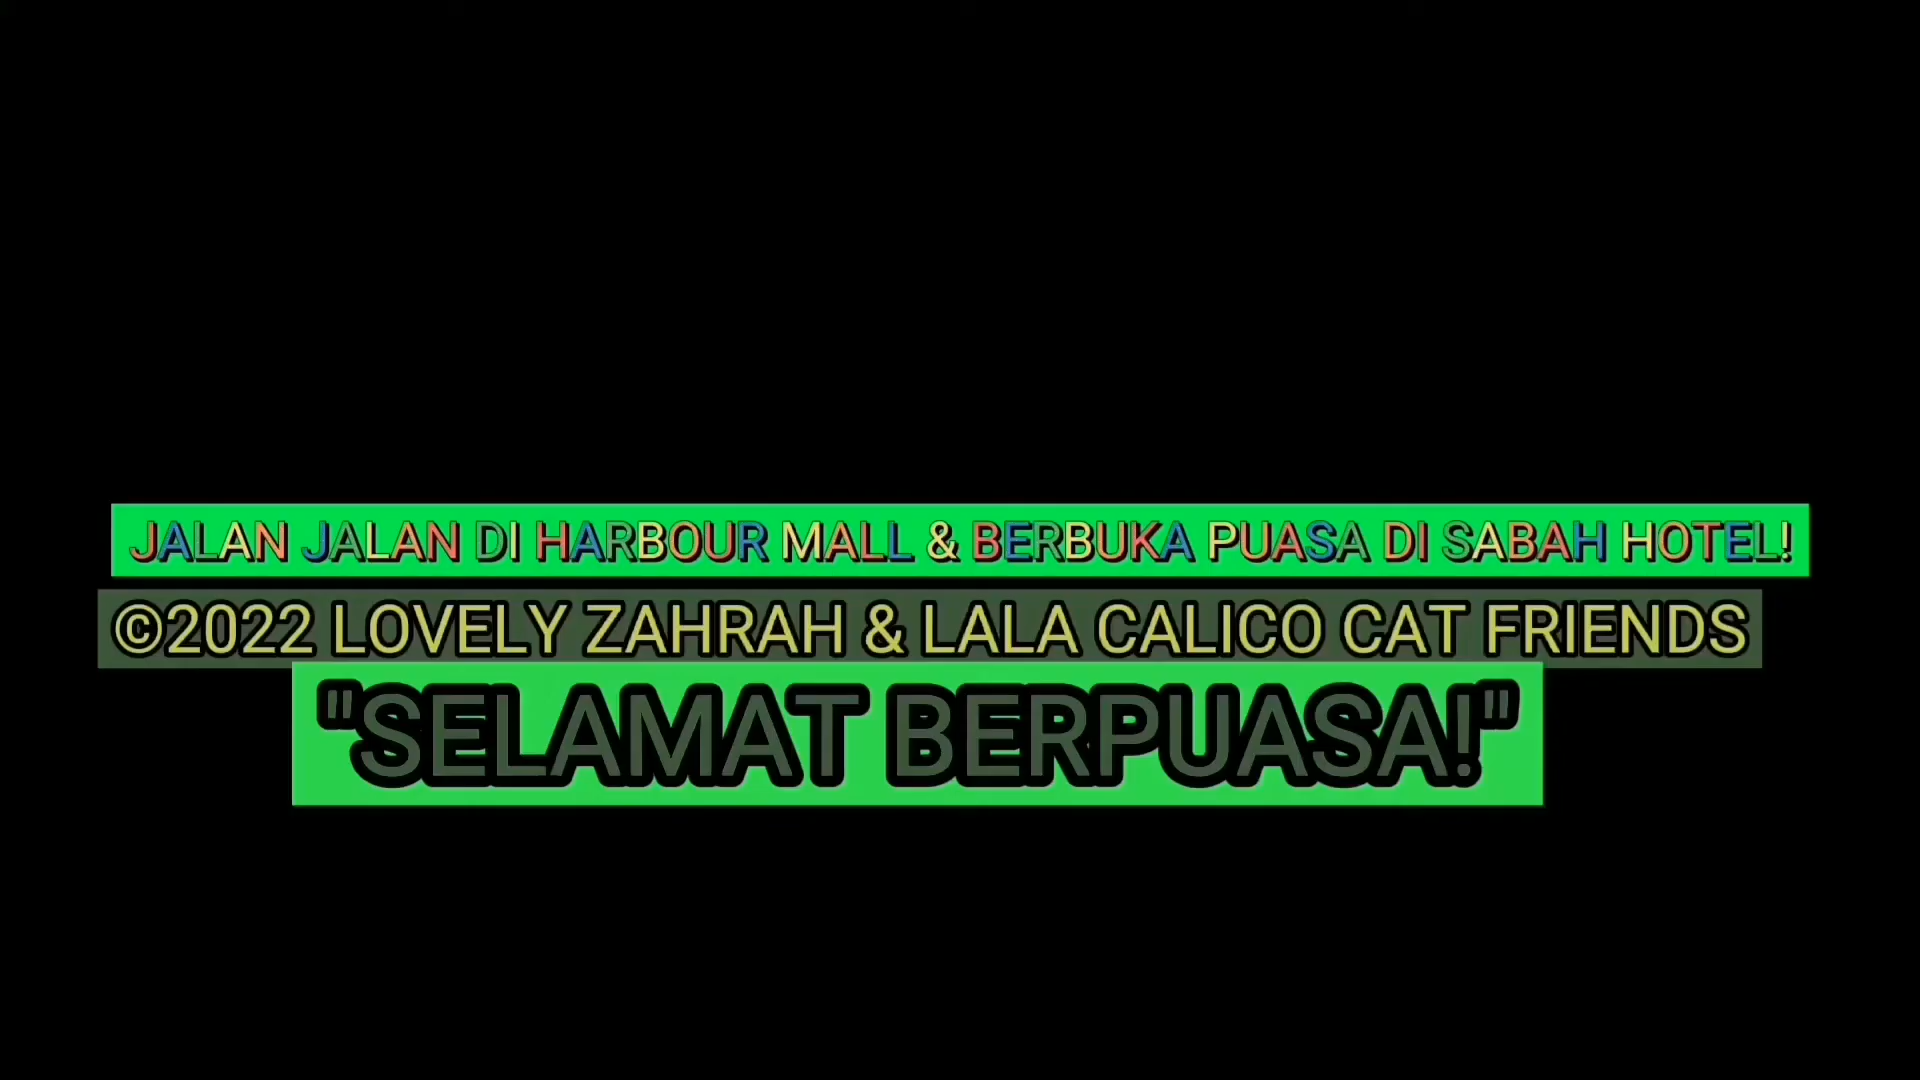 JALAN JALAN DI HARBOUR MALL & BERBUKA PUASA DI SABAH HOTEL!
©2022 LOVELY ZAHRAH & LALA CALICO CAT FRIENDS
"SELAMAT BERPUASA!"